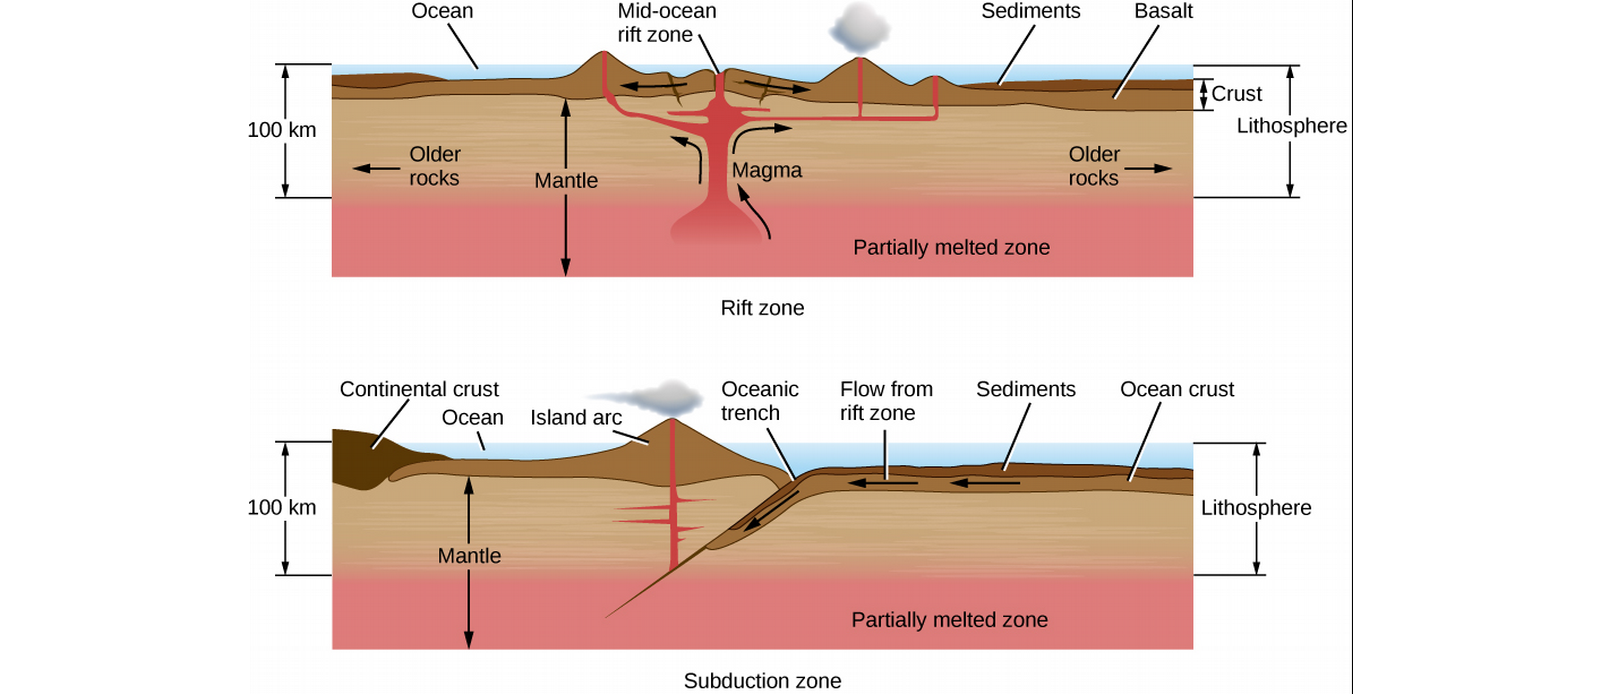 Ocean
Mid-ocean
rift zone
Sediments
Basalt
Crust
100 km
Lithosphere
Older
rocks
Mantle
Magma
Older
rocks
Partially melted zone
Rift zone
Continental crust
Ocean
Island arc
Oceanic
trench
Flow from
rift zone
Sediments
Ocean crust
100 km
Lithosphere
Mantle
Partially melted zone
Subduction zone